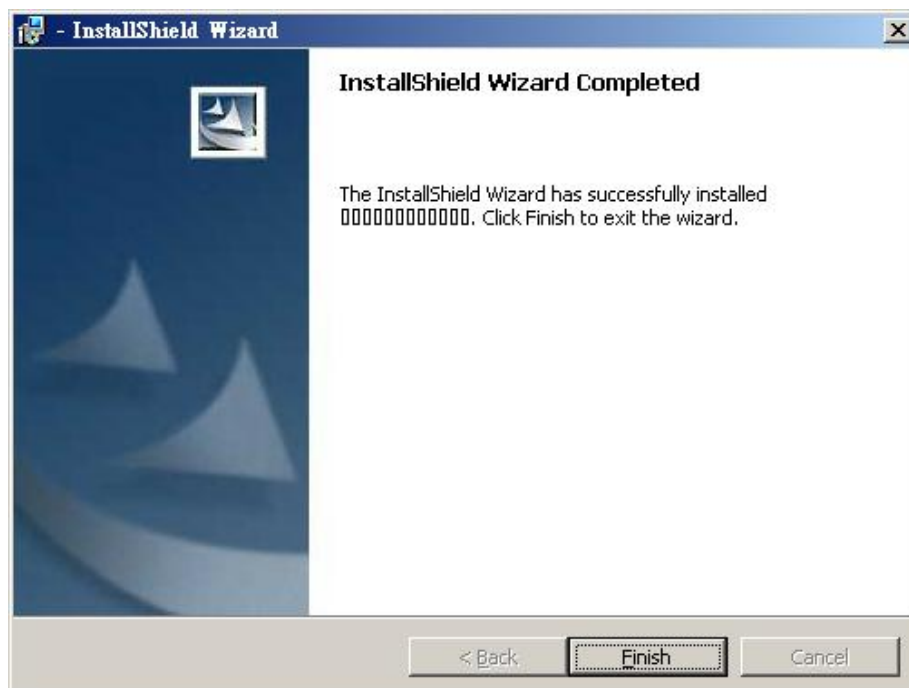 - InstallShield Wizard
InstallShield Wizard Completed
The InstallShield Wizard has successfully installed
▯▯▯▯▯▯▯▯▯▯▯▯. Click Finish to exit the wizard.
< Back
Finish
Cancel